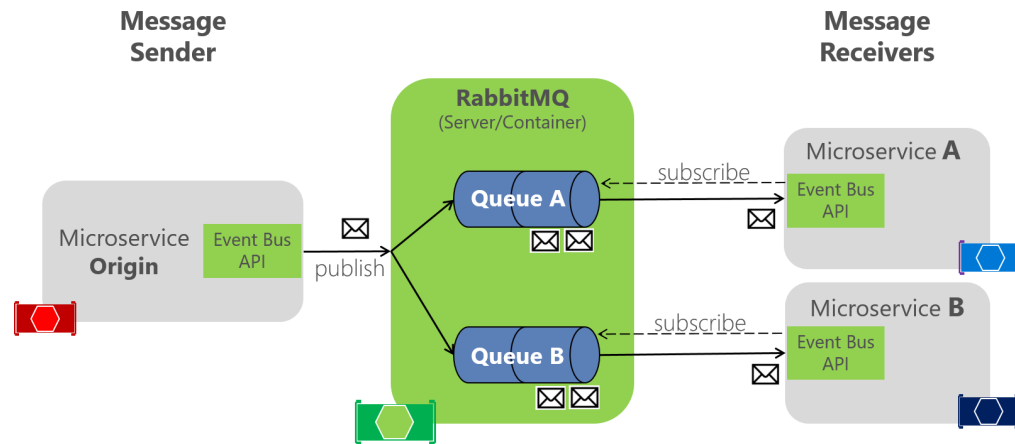 Message
Sender
Message
Receivers
RabbitMQ
(Server/Container)
Microservice
Origin
Event Bus
API
publish
Queue A
Queue B
subscribe
Microservice A
Event Bus
API
subscribe
Microservice B
Event Bus
API